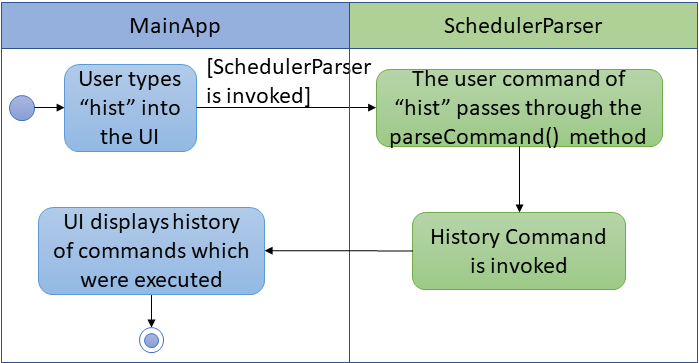 MainApp
SchedulerParser
User types
“hist” into
the UI
[SchedulerParser
is invoked]
The user command of
“hist” passes through the
parseCommand() method
UI displays history
of commands which
were executed
History Command
is invoked